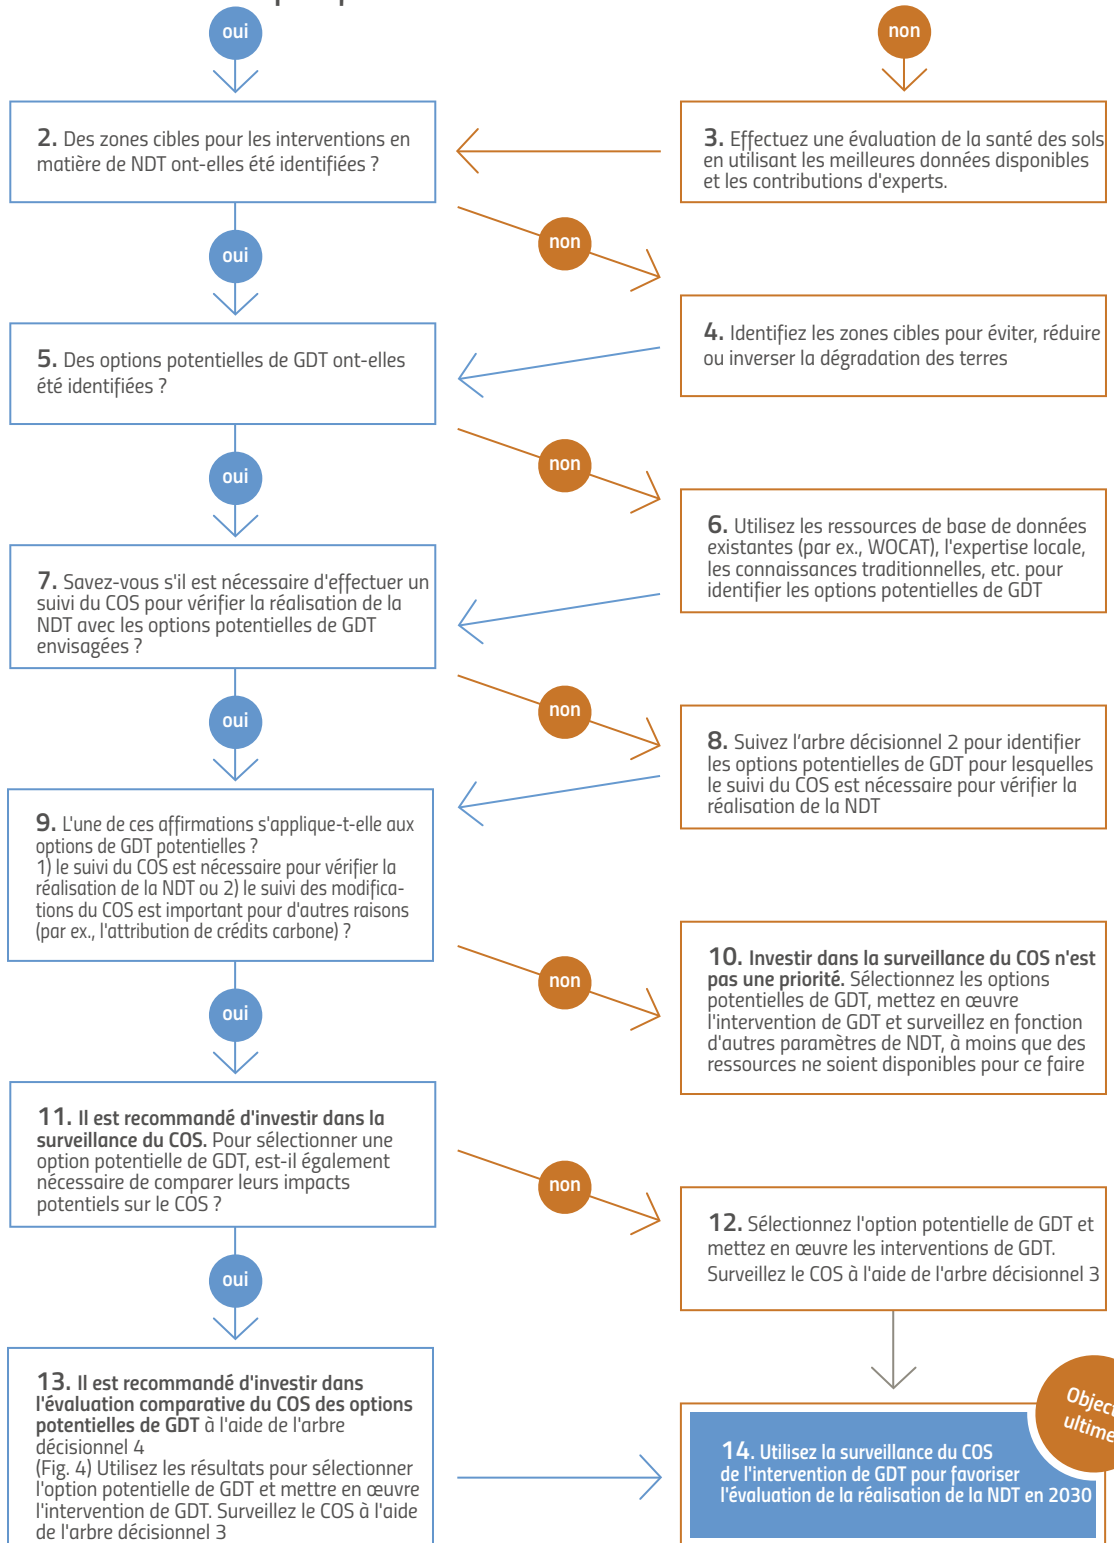 oui
non
2. Des zones cibles pour les interventions en
matière de NDT ont-elles été identifiées ?
3. Effectuez une évaluation de la santé des sols
en utilisant les meilleures données disponibles
et les contributions d'experts.
oui
non
4. Identifiez les zones cibles pour éviter, réduire
ou inverser la dégradation des terres
5. Des options potentielles de GDT ont-elles
été identifiées ?
oui
non
6. Utilisez les ressources de base de données
existantes (par ex., WOCAT), l'expertise locale,
les connaissances traditionnelles, etc. pour
identifier les options potentielles de GDT
7. Savez-vous s'il est nécessaire d'effectuer un
suivi du COS pour vérifier la réalisation de la
NDT avec les options potentielles de GDT
envisagées ?
oui
non
8. Suivez l'arbre décisionnel 2 pour identifier
les options potentielles de GDT pour lesquelles
le suivi du COS est nécessaire pour vérifier la
réalisation de la NDT
9. L'une de ces affirmations s'applique-t-elle aux
options de GDT potentielles ?
1) le suivi du COS est nécessaire pour vérifier la
réalisation de la NDT ou 2) le suivi des modifica-
tions du COS est important pour d'autres raisons
(par ex., l'attribution de crédits carbone) ?
oui
non
10. Investir dans la surveillance du COS n'est
pas une priorité. Sélectionnez les options
potentielles de GDT, mettez en œuvre
l'intervention de GDT et surveillez en fonction
d'autres paramètres de NDT, à moins que des
ressources ne soient disponibles pour ce faire
11. Il est recommandé d'investir dans la
surveillance du COS. Pour sélectionner une
option potentielle de GDT, est-il également
nécessaire de comparer leurs impacts
potentiels sur le COS ?
oui
non
12. Sélectionnez l'option potentielle de GDT et
mettez en œuvre les interventions de GDT.
Surveillez le COS à l'aide de l'arbre décisionnel 3
13. Il est recommandé d'investir dans
l'évaluation comparative du COS des options
potentielles de GDT à l'aide de l'arbre
décisionnel 4
(Fig. 4) Utilisez les résultats pour sélectionner
l'option potentielle de GDT et mettre en œuvre
l'intervention de GDT. Surveillez le COS à l'aide
de l'arbre décisionnel 3
ultime
14. Utilisez la surveillance du COS
de l'intervention de GDT pour favoriser
l'évaluation de la réalisation de la NDT en 2030